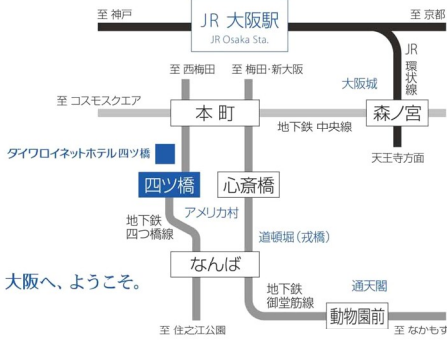 至 神戸
JR 大阪駅
JR Osaka Sta.
至 京都
JR
環状線
至 西梅田
至 梅田・新大阪
大阪城
至 コスモスクエア
本町
森ノ宮
地下鉄 中央線
天王寺方面
ダイワロイネットホテル四ツ橋
四ツ橋
心斎橋
アメリカ村
地下鉄
四つ橋線
道頓堀(戎橋)
なんば
大阪へ、ようこそ。
地下鉄
御堂筋線
通天閣
動物園前
至 住之江公園
至 なかもず